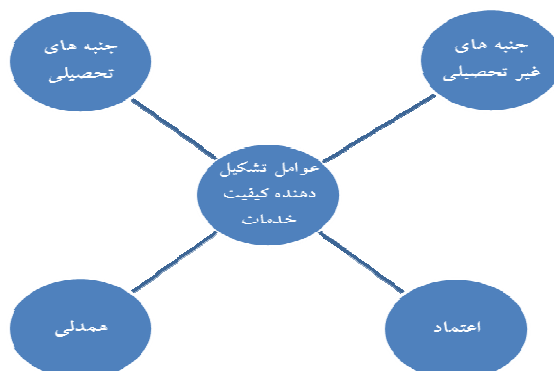 جنبه های
غیر تحصیلی
جنبه های
تحصیلی
عوامل تشکیل
دهنده کیفیت
خدمات
اعتماد
همدلی